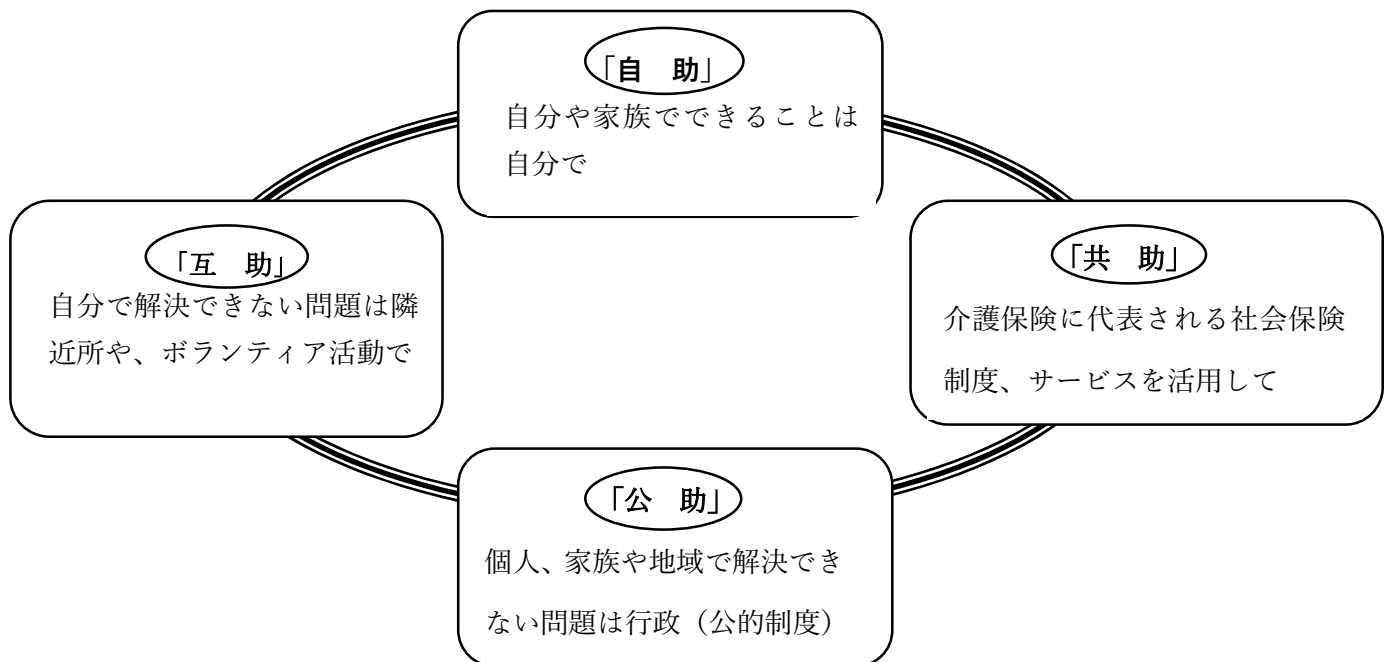 「自　助」
自分や家族でできることは
自分で
「互　助」
自分で解決できない問題は隣
近所や、ボランティア活動で
「共　助」
介護保険に代表される社会保険
制度、サービスを活用して
「公　助」
個人、家族や地域で解決でき
ない問題は行政（公的制度）